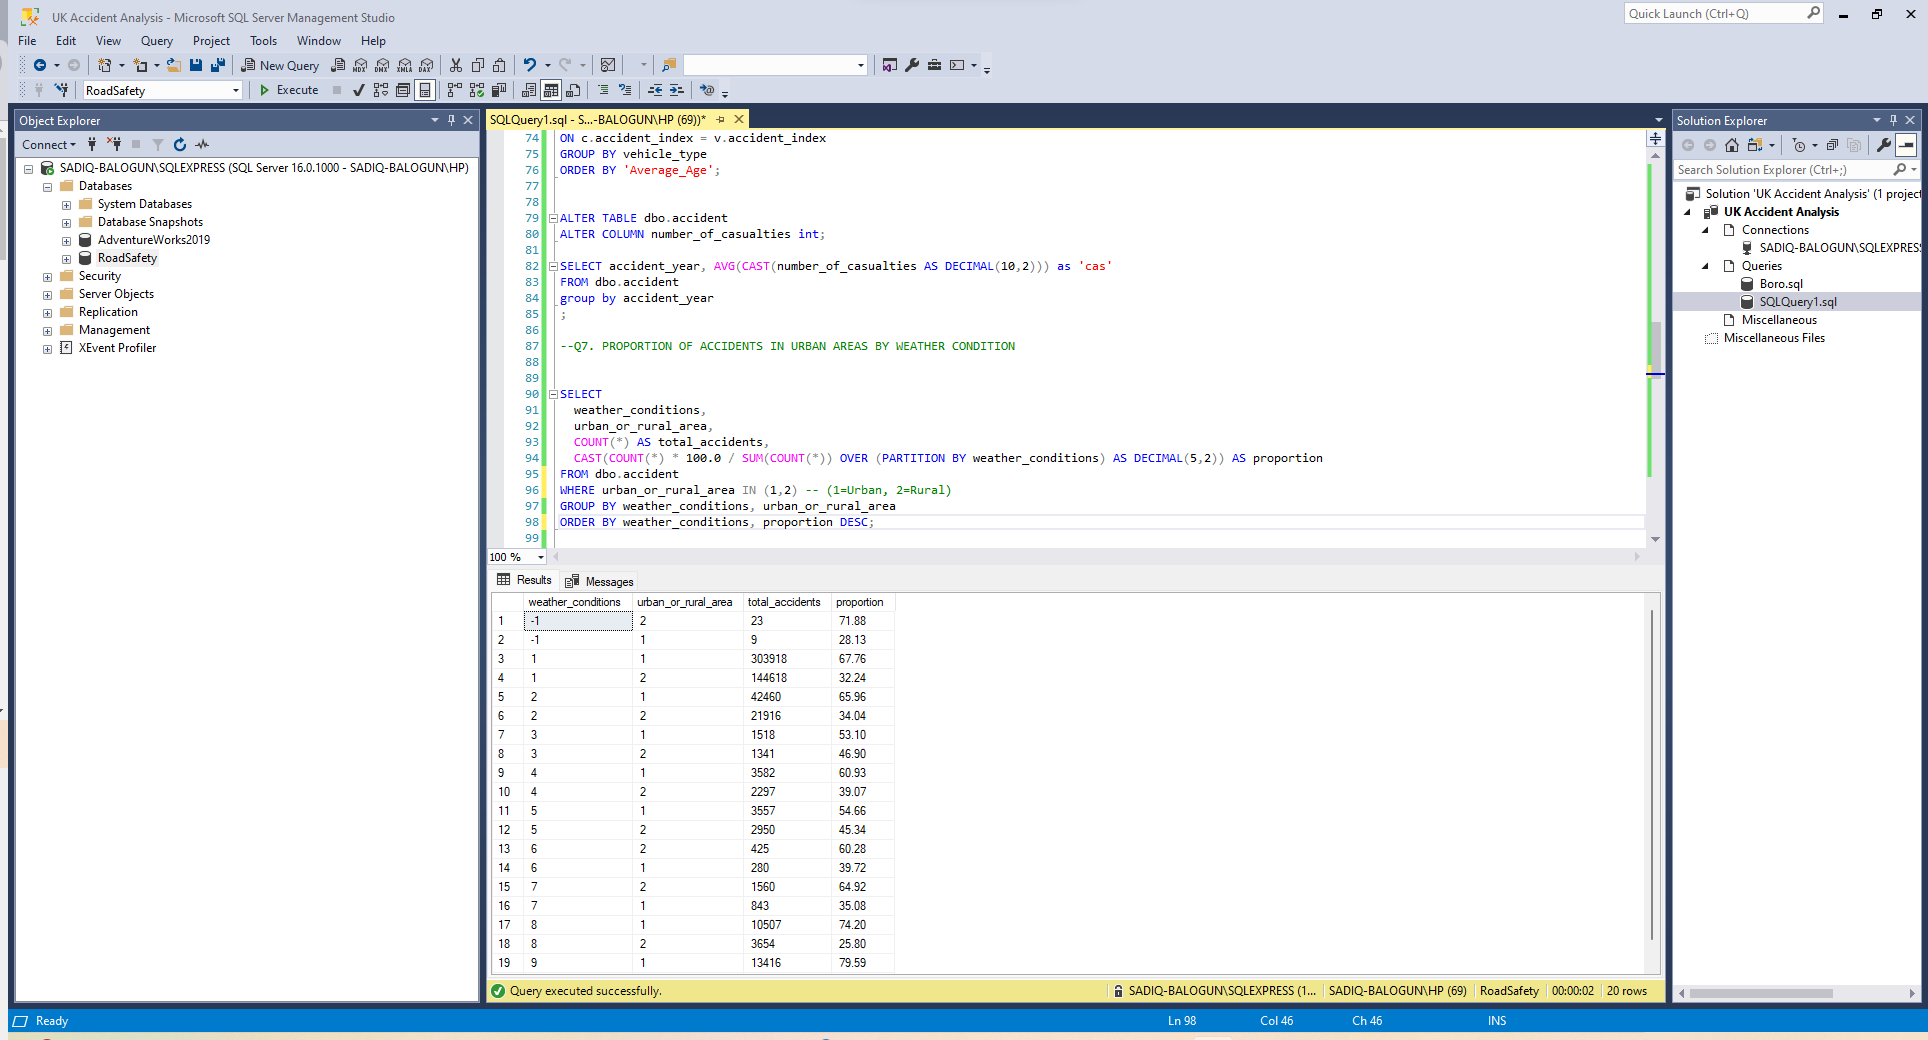 UK Accident Analysis - Microsoft SQL Server Management Studio
Quick Launch (Ctrl+Q)
File Edit View Query Project Tools Window Help
New Query
MDX DMX XMLA DAX
RoadSafety Execute
Object Explorer
Connect
SADIQ-BALOGUN\SQLEXPRESS (SQL Server 16.0.1000 - SADIQ-BALOGUN\HP)
Databases
System Databases
Database Snapshots
AdventureWorks2019
RoadSafety
Security
Server Objects
Replication
Management
XEvent Profiler
SQLQuery1.sql - S...-BALOGUN\HP (69))*
74 ON c.accident_index = v.accident_index
75 GROUP BY vehicle_type
76 ORDER BY 'Average_Age';
77
78
79 ALTER TABLE dbo.accident
80 ALTER COLUMN number_of_casualties int;
81
82 SELECT accident_year, AVG(CAST(number_of_casualties AS DECIMAL(10,2))) as 'cas'
83 FROM dbo.accident
84 group by accident_year
85 ;
86
87 --Q7. PROPORTION OF ACCIDENTS IN URBAN AREAS BY WEATHER CONDITION
88
89
90 SELECT
91 weather_conditions,
92 urban_or_rural_area,
93 COUNT(*) AS total_accidents,
94 CAST(COUNT(*) * 100.0 / SUM(COUNT(*)) OVER (PARTITION BY weather_conditions) AS DECIMAL(5,2)) AS proportion
95 FROM dbo.accident
96 WHERE urban_or_rural_area IN (1,2) -- (1=Urban, 2=Rural)
97 GROUP BY weather_conditions, urban_or_rural_area
98 ORDER BY weather_conditions, proportion DESC;
99
100 %
Results Messages
weather_conditions urban_or_rural_area total_accidents proportion
1 -1 2 23 71.88
2 -1 1 9 28.13
3 1 1 303918 67.76
4 1 2 144618 32.24
5 2 1 42460 65.96
6 2 2 21916 34.04
7 3 1 1518 53.10
8 3 2 1341 46.90
9 4 1 3582 60.93
10 4 2 2297 39.07
11 5 1 3557 54.66
12 5 2 2950 45.34
13 6 2 425 60.28
14 6 1 280 39.72
15 7 2 1560 64.92
16 7 1 843 35.08
17 8 1 10507 74.20
18 8 2 3654 25.80
19 9 1 13416 79.59
Query executed successfully. SADIQ-BALOGUN\SQLEXPRESS (1... SADIQ-BALOGUN\HP (69) RoadSafety 00:00:02 20 rows
Solution Explorer
Search Solution Explorer (Ctrl+;)
Solution 'UK Accident Analysis' (1 project
UK Accident Analysis
Connections
SADIQ-BALOGUN\SQLEXPRESS
Queries
Boro.sql
SQLQuery1.sql
Miscellaneous
Miscellaneous Files
Ready Ln 98 Col 46 Ch 46 INS